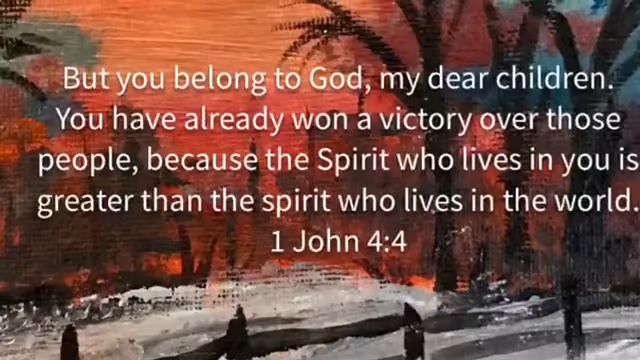 But you belong to God, my dear children.
You have already won a victory over those
people, because the Spirit who lives in you is
greater than the spirit who lives in the world.
1 John 4:4